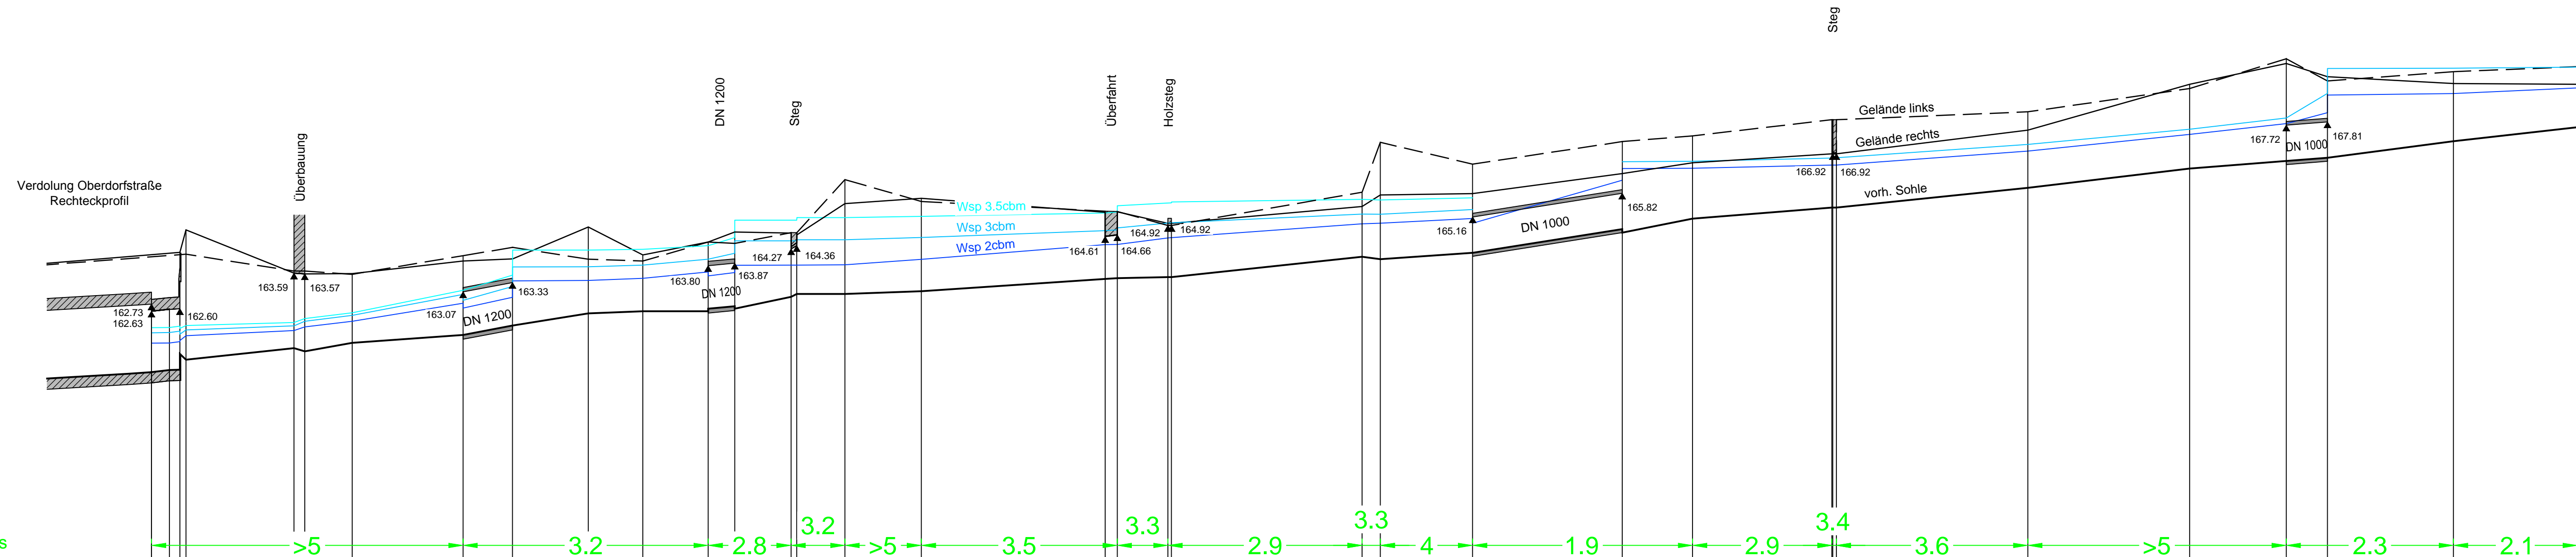 Steg
DN 1200
Überfahrt
Holzsteg
Steg
Überbauung
Gelände links
Gelände rechts
167.72
167.81
DN 1000
166.92
166.92
vorh. Sohle
Verdolung Oberdorfstraße
Rechteckprofil
Wsp 3.5cbm
Wsp 3cbm
Wsp 2cbm
165.82
165.16
DN 1000
164.92
164.92
164.61
164.66
164.27
164.36
163.80
163.87
DN 1200
163.59
163.57
163.33
163.07
DN 1200
162.73
162.63
162.60
s
>5
3.2
2.8
3.2
>5
3.5
3.3
2.9
3.3
4
1.9
2.9
3.4
3.6
>5
2.3
2.1